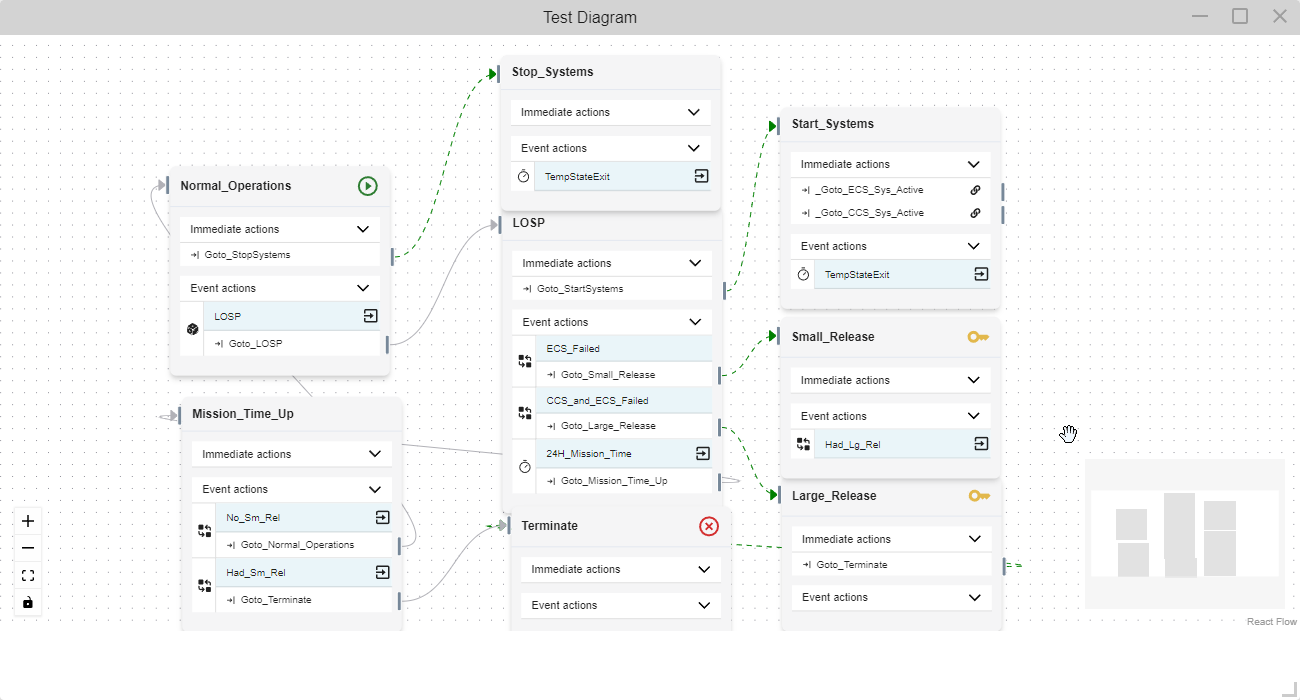 Test Diagram
Stop_Systems
Immediate actions
Event actions
TempStateExit
Start_Systems
Immediate actions
_Goto_ECS_Sys_Active
_Goto_CCS_Sys_Active
Event actions
TempStateExit
Normal_Operations
Immediate actions
Goto_StopSystems
Event actions
LOSP
Goto_LOSP
LOSP
Immediate actions
Goto_StartSystems
Event actions
ECS_Failed
Goto_Small_Release
CCS_and_ECS_Failed
Goto_Large_Release
24H_Mission_Time
Goto_Mission_Time_Up
Small_Release
Immediate actions
Event actions
Had_Lg_Rel
Mission_Time_Up
Immediate actions
Event actions
No_Sm_Rel
Goto_Normal_Operations
Had_Sm_Rel
Goto_Terminate
Terminate
Immediate actions
Event actions
Large_Release
Immediate actions
Goto_Terminate
Event actions
React Flow